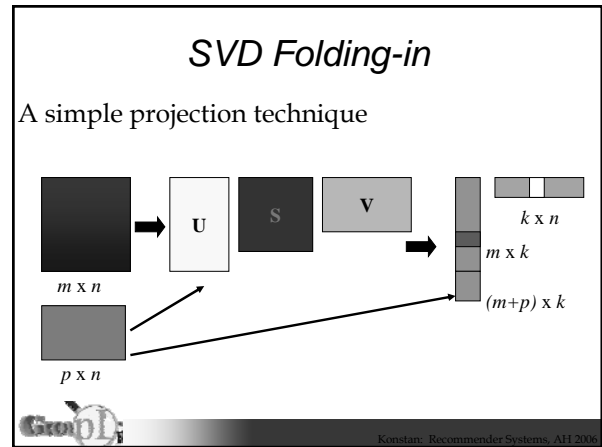 SVD Folding-in
A simple projection technique
U
S
V
k x n
m x k
m x n
(m+p) x k
p x n
Konstan: Recommender Systems, AH 2006